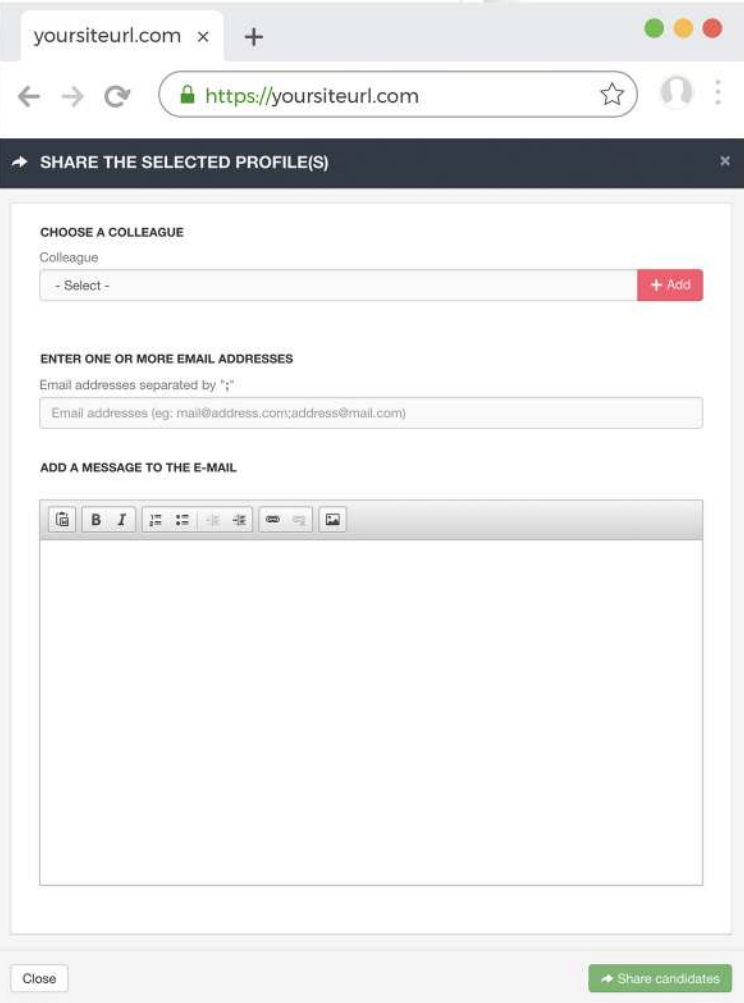 yoursiteurl.com × +
https://yoursiteurl.com
SHARE THE SELECTED PROFILE(S) ×
CHOOSE A COLLEAGUE
Colleague
- Select - + Add
ENTER ONE OR MORE EMAIL ADDRESSES
Email addresses separated by ";"
Email addresses (eg: mail@address.com;address@mail.com)
ADD A MESSAGE TO THE E-MAIL
B I
Close Share candidates